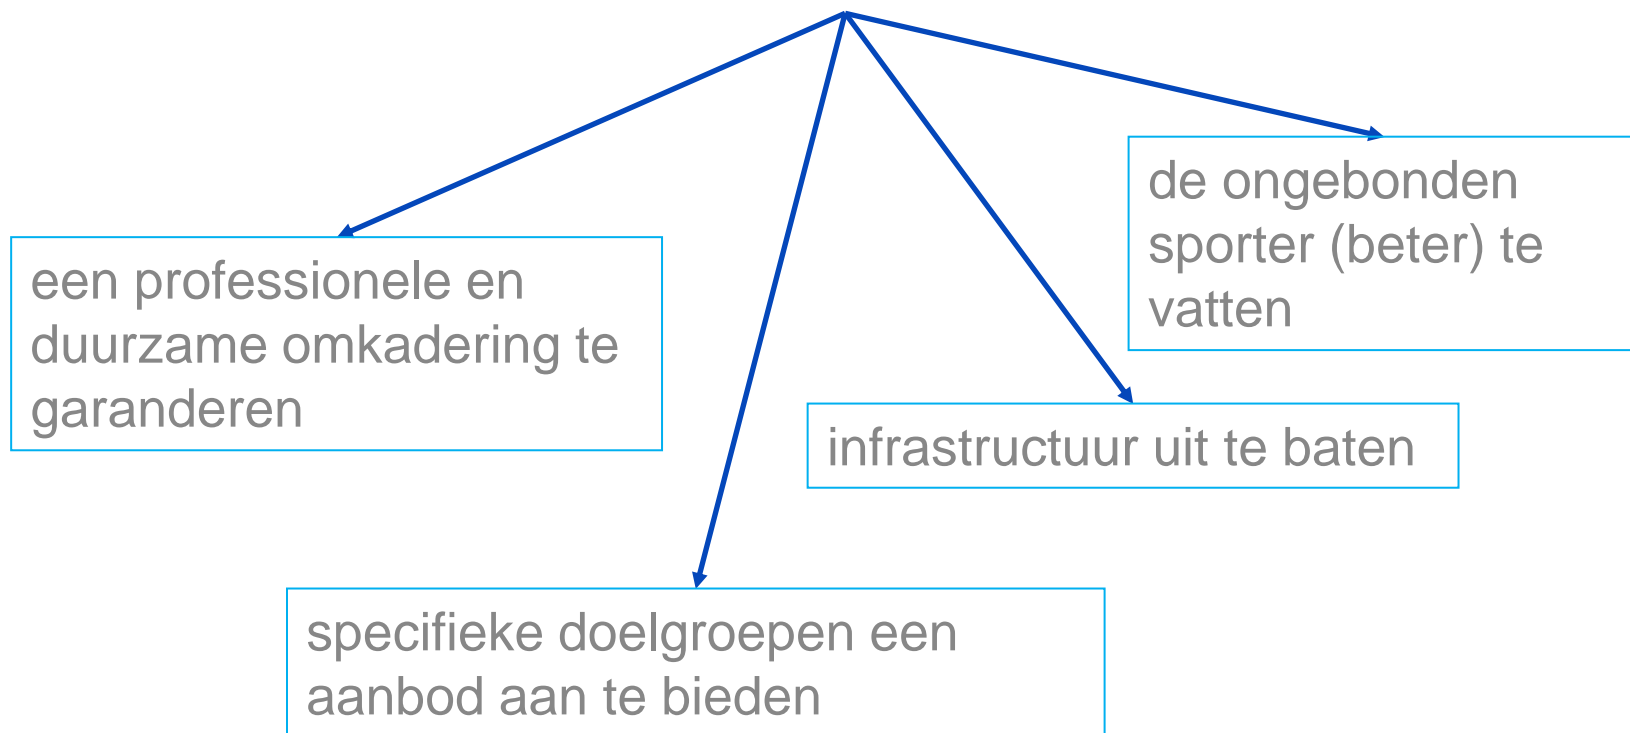 de ongebonden
sporter (beter) te
vatten
een professionele en
duurzame omkadering te
garanderen
infrastructuur uit te baten
specifieke doelgroepen een
aanbod aan te bieden